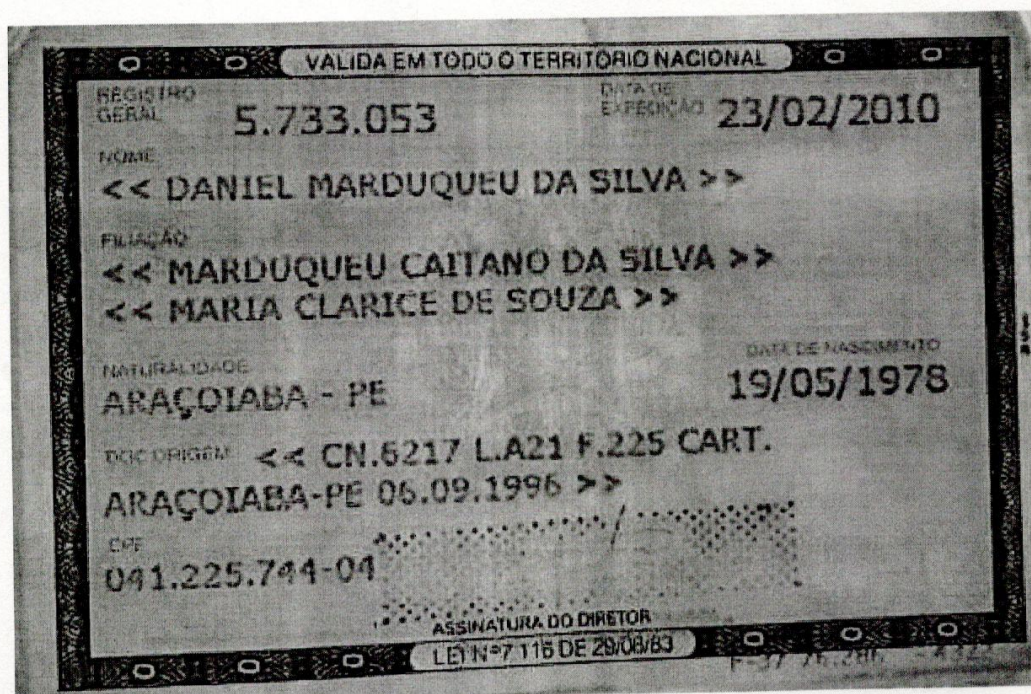 VALIDA EM TODO O TERRITÓRIO NACIONAL
REGISTRO GERAL 5.733.053 DATA DE EXPEDIÇÃO 23/02/2010
NOME
<< DANIEL MARDUQUEU DA SILVA >>
FILIAÇÃO
<< MARDUQUEU CAITANO DA SILVA >>
<< MARIA CLARICE DE SOUZA >>
NATURALIDADE DATA DE NASCIMENTO
ARAÇOIABA - PE 19/05/1978
DOC ORIGEM << CN.6217 L.A21 F.225 CART.
ARAÇOIABA-PE 06.09.1996 >>
CPF
041.225.744-04
ASSINATURA DO DIRETOR
LEI Nº 7 116 DE 29/08/83